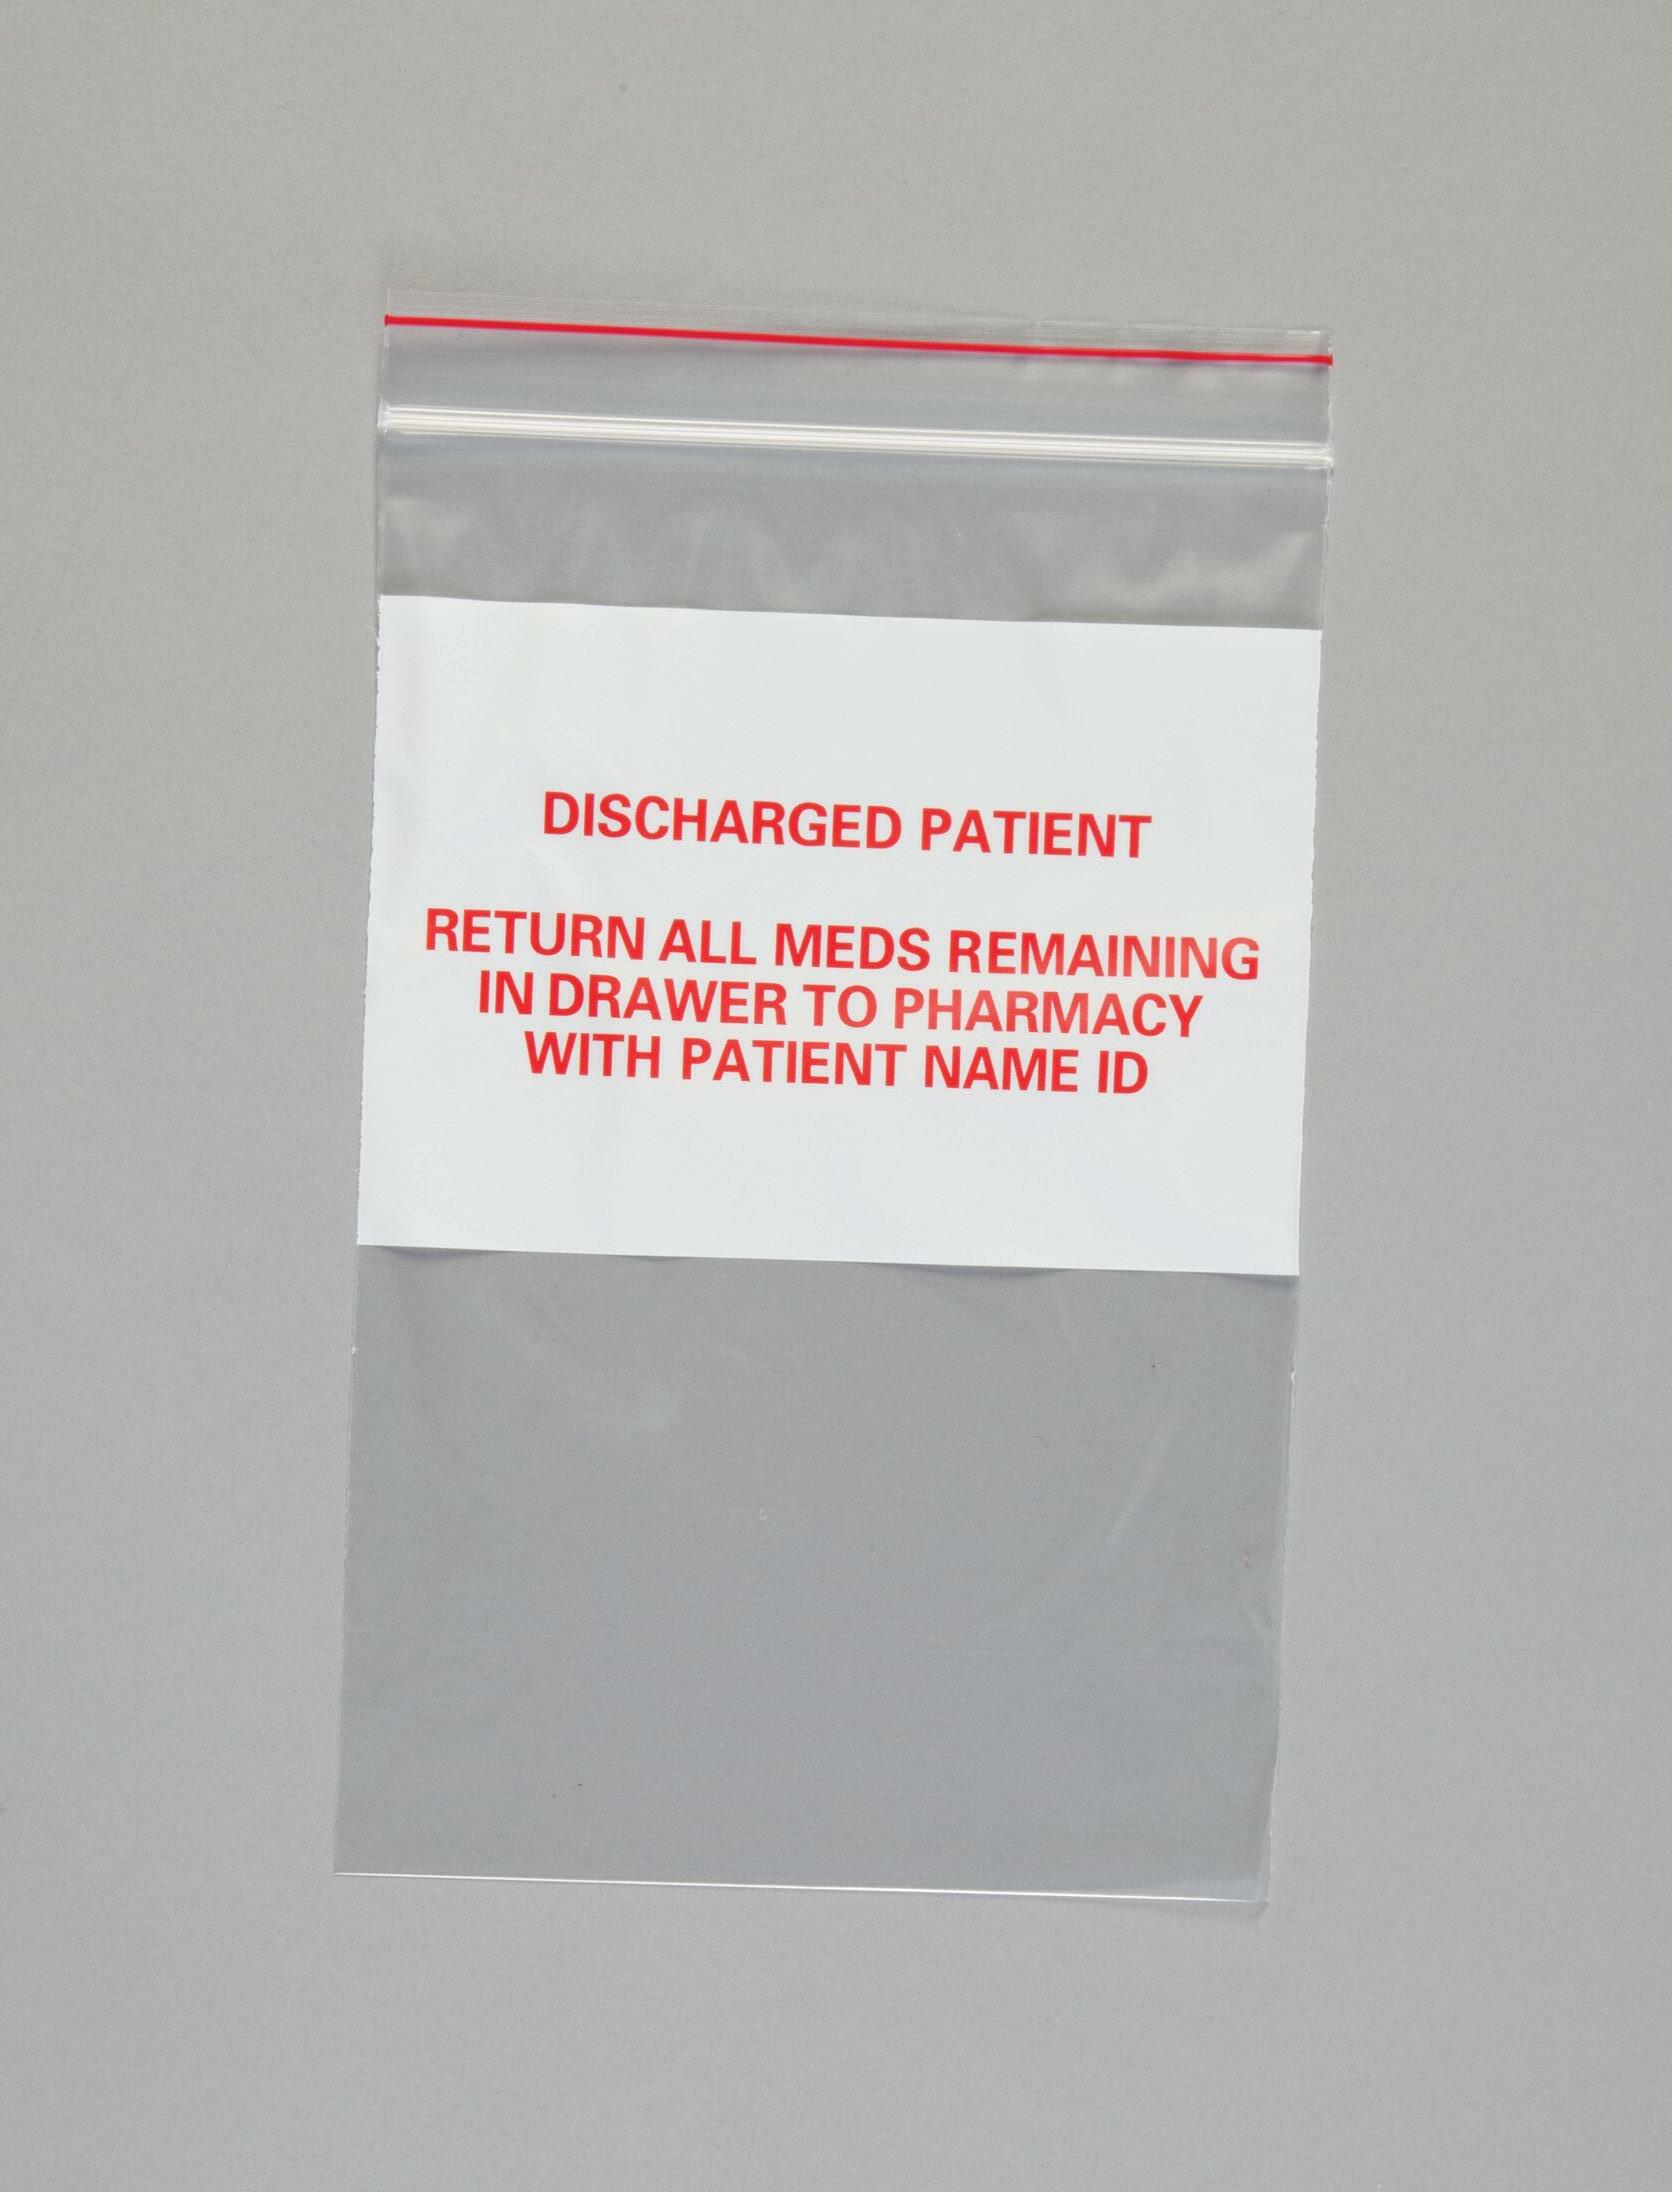 DISCHARGED PATIENT
RETURN ALL MEDS REMAINING
IN DRAWER TO PHARMACY
WITH PATIENT NAME ID